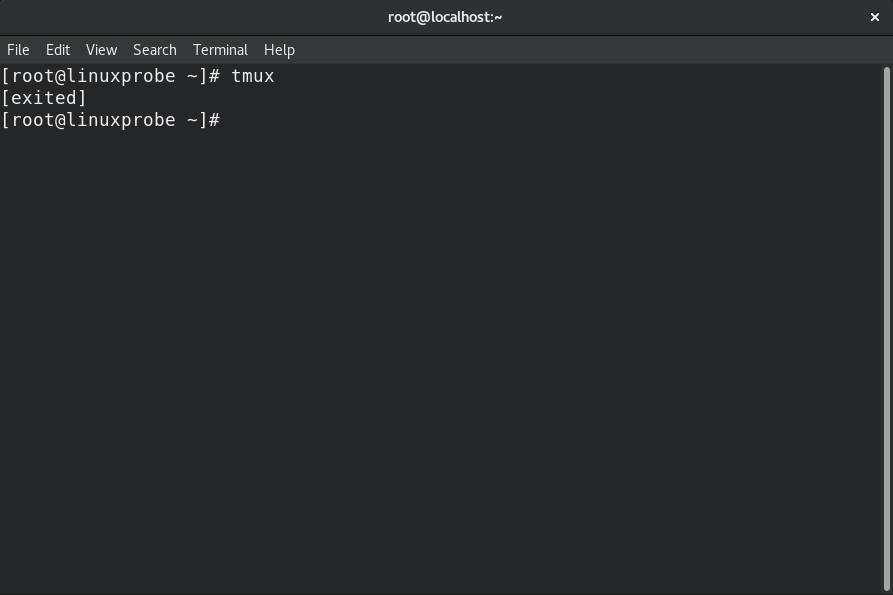 root@localhost:~
File Edit View Search Terminal Help
[root@linuxprobe ~]# tmux
[exited]
[root@linuxprobe ~]#